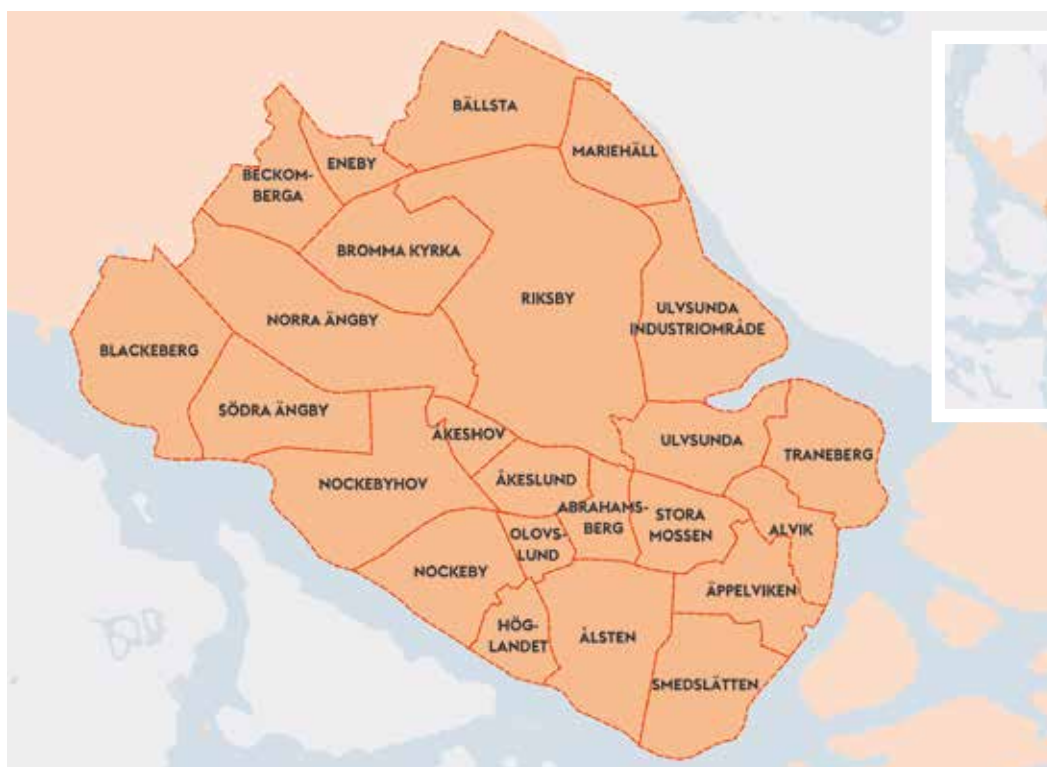 BÄLLSTA
MARIEHÄLL
ENEBY
BECKOM-
BERGA
BROMMA KYRKA
RIKSBY
ULVSUNDA
INDUSTRIOMRÅDE
NORRA ÄNGBY
BLACKEBERG
SÖDRA ÄNGBY
ÅKESHOV
ULVSUNDA
TRANEBERG
NOCKEBYHOV
ÅKESLUND
ABRAHAMS-
BERG
STORA
MOSSEN
ALVIK
OLOVS-
LUND
NOCKEBY
ÄPPELVIKEN
HÖG-
LANDET
ÅLSTEN
SMEDSLÄTTEN